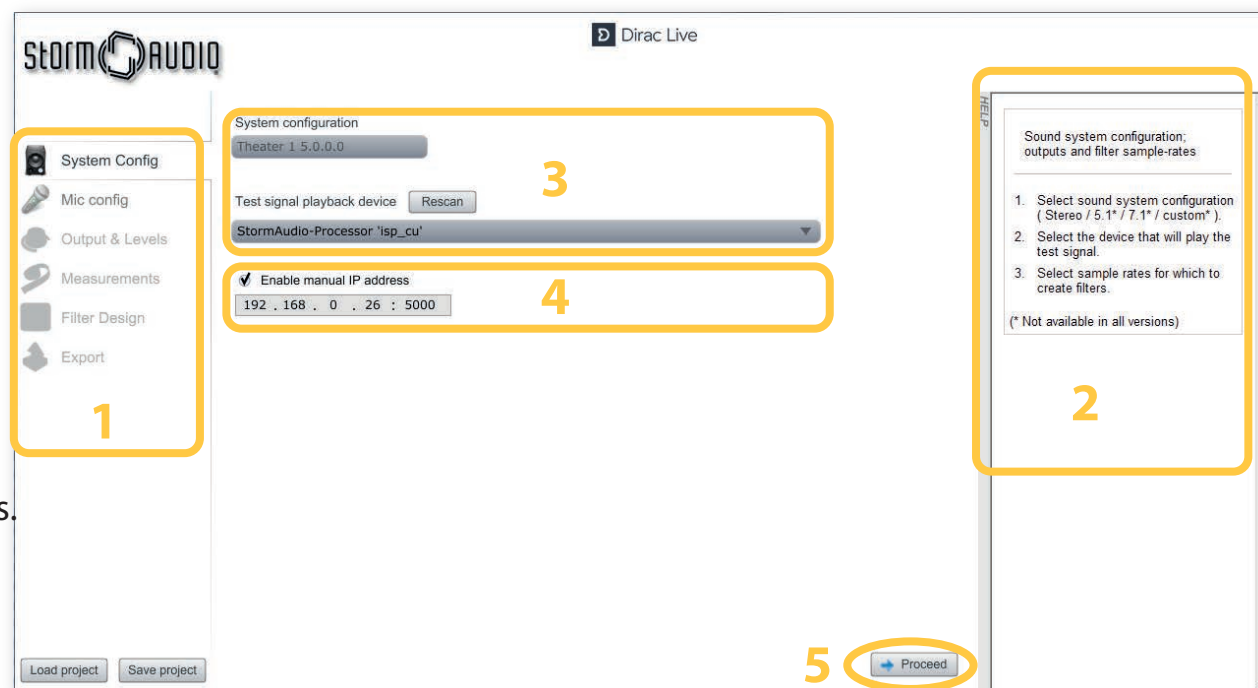 STORM AUDIO
Dirac Live
System Config
Mic config
Output & Levels
Measurements
Filter Design
Export
1
s.
Load project
Save project
System configuration
Theater 1 5.0.0.0
3
Test signal playback device
Rescan
StormAudio-Processor 'isp_cu'
Enable manual IP address
192 . 168 . 0 . 26 : 5000
4
5
Proceed
HELP
Sound system configuration;
outputs and filter sample-rates
1. Select sound system configuration
( Stereo / 5.1* / 7.1* / custom* ).
2. Select the device that will play the
test signal.
3. Select sample rates for which to
create filters.
(* Not available in all versions)
2